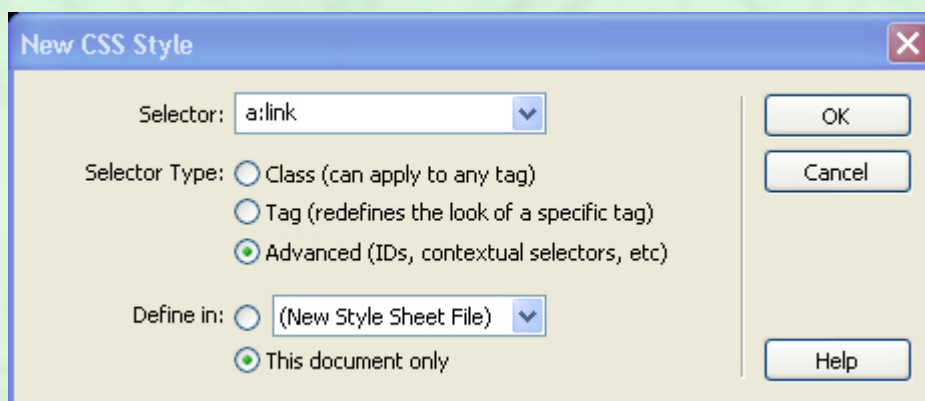 New CSS Style
Selector: a:link
OK
Selector Type: Class (can apply to any tag)
Cancel
Tag (redefines the look of a specific tag)
Advanced (IDs, contextual selectors, etc)
Define in: (New Style Sheet File)
This document only
Help